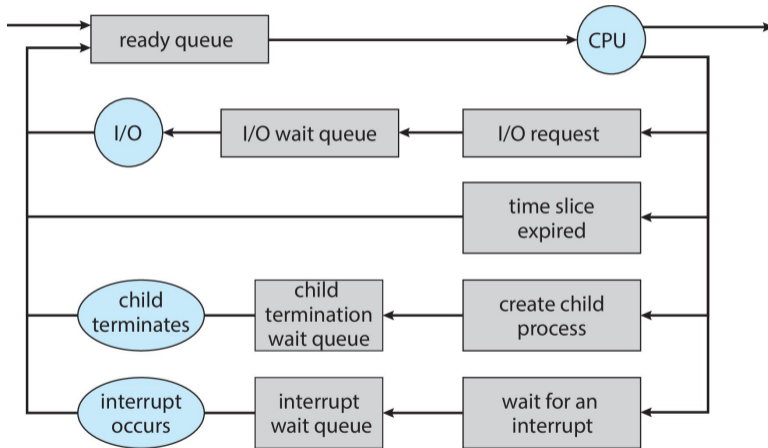 ready queue
CPU
I/O
I/O wait queue
I/O request
time slice
expired
child
terminates
child
termination
wait queue
create child
process
interrupt
occurs
interrupt
wait queue
wait for an
interrupt